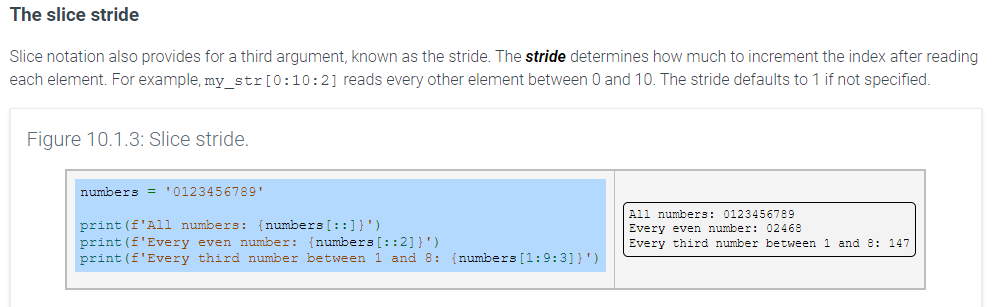 The slice stride
Slice notation also provides for a third argument, known as the stride. The stride determines how much to increment the index after reading
each element. For example, my_str[0:10:2] reads every other element between 0 and 10. The stride defaults to 1 if not specified.
Figure 10.1.3: Slice stride.
numbers = '0123456789'
print(f'All numbers: {numbers[::]}')
print(f'Every even number: {numbers[::2]}')
print(f'Every third number between 1 and 8: {numbers[1:9:3]}')
All numbers: 0123456789
Every even number: 02468
Every third number between 1 and 8: 147